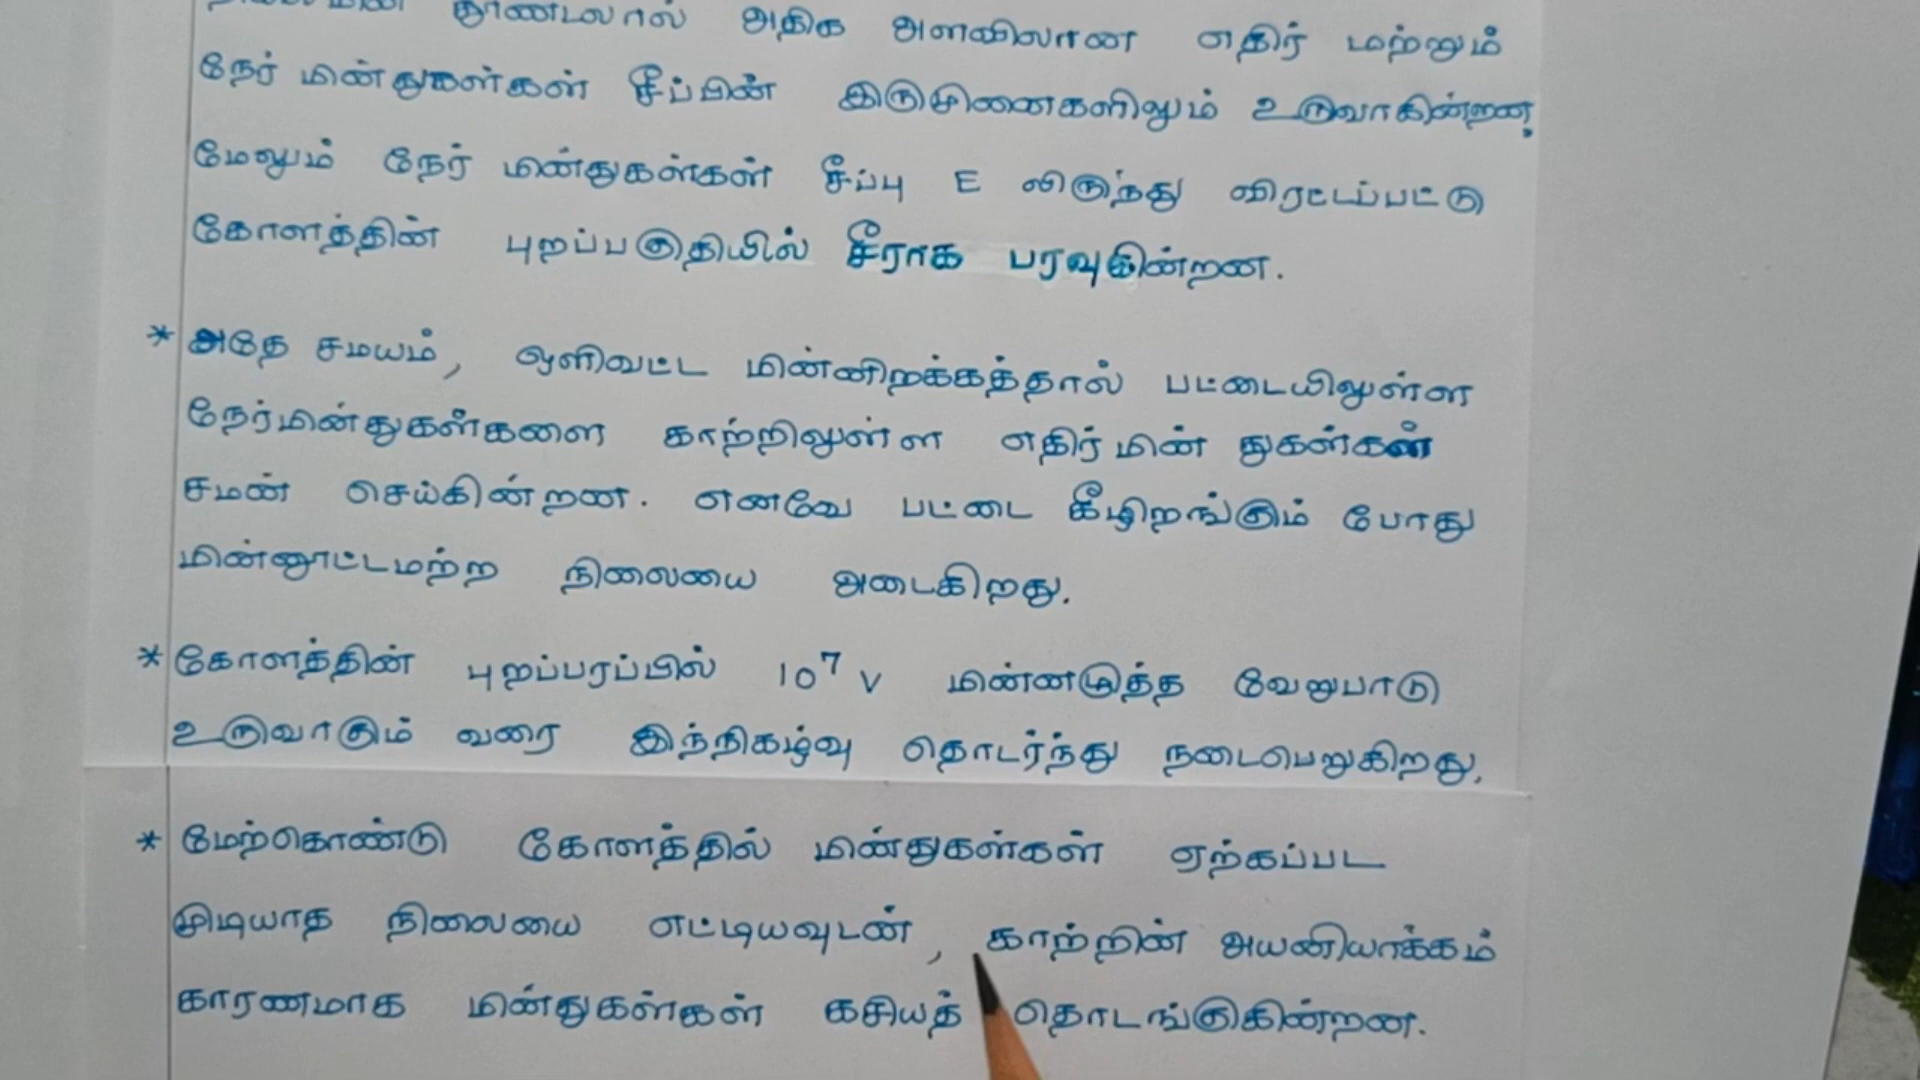 தூண்டலால் அதிக அளவிலான எதிர் மற்றும்
நேர் மின்துகள்கள் சீப்பின் இருமுனைகளிலும் உருவாகின்றன,
மேலும் நேர் மின்துகள்கள் சீப்பு E லிருந்து விரட்டப்பட்டு
கோளத்தின் புறப்பகுதியில் சீராக பரவுகின்றன.
* அதே சமயம், ஒளிவட்ட மின்னிறக்கத்தால் பட்டையிலுள்ள
நேர்மின்துகள்களை காற்றிலுள்ள எதிர்மின் துகள்கள்
சமன் செய்கின்றன. எனவே பட்டை கீழிறங்கும் போது
மின்னூட்டமற்ற நிலையை அடைகிறது.
* கோளத்தின் புறப்பரப்பில் 10⁷ V மின்னழுத்த வேறுபாடு
உருவாகும் வரை இந்நிகழ்வு தொடர்ந்து நடைபெறுகிறது.
* மேற்கொண்டு கோளத்தில் மின்துகள்கள் ஏற்கப்பட
முடியாத நிலையை எட்டியவுடன், காற்றின் அயனியாக்கம்
காரணமாக மின்துகள்கள் கசியத் தொடங்குகின்றன.